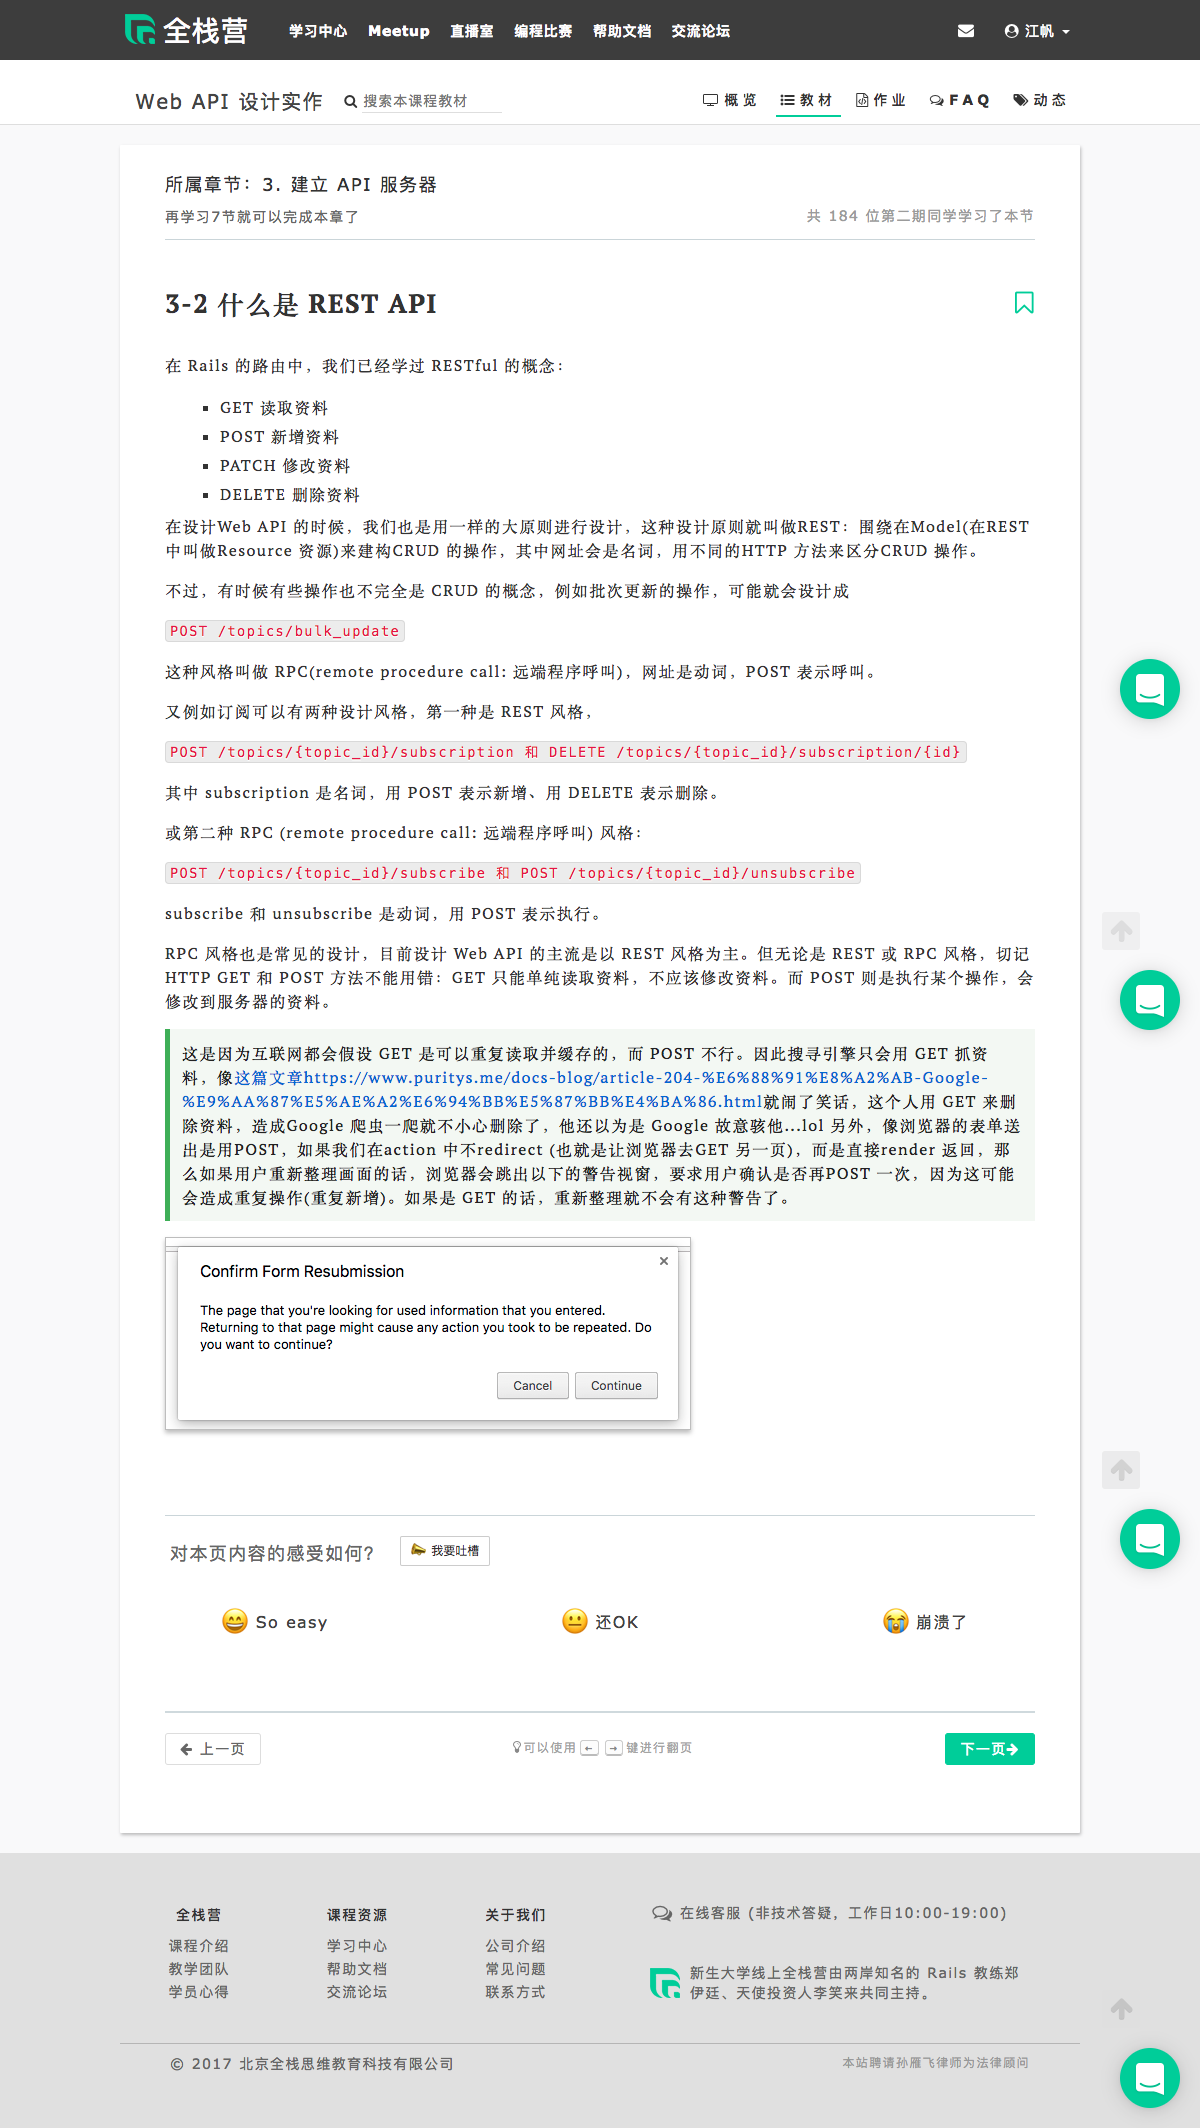 全栈营 学习中心 Meetup 直播室 编程比赛 帮助文档 交流论坛 江帆
Web API 设计实作 搜索本课程教材 概览 教材 作业 FAQ 动态
所属章节：3. 建立 API 服务器
再学习7节就可以完成本章了 共 184 位第二期同学学习了本节
3-2 什么是 REST API
在 Rails 的路由中，我们已经学过 RESTful 的概念：
GET 读取资料
POST 新增资料
PATCH 修改资料
DELETE 删除资料
在设计Web API 的时候，我们也是用一样的大原则进行设计，这种设计原则就叫做REST：围绕在Model(在REST
中叫做Resource 资源)来建构CRUD 的操作，其中网址会是名词，用不同的HTTP 方法来区分CRUD 操作。
不过，有时候有些操作也不完全是 CRUD 的概念，例如批次更新的操作，可能就会设计成
POST /topics/bulk_update
这种风格叫做 RPC(remote procedure call: 远端程序呼叫)，网址是动词，POST 表示呼叫。
又例如订阅可以有两种设计风格，第一种是 REST 风格，
POST /topics/{topic_id}/subscription 和 DELETE /topics/{topic_id}/subscription/{id}
其中 subscription 是名词，用 POST 表示新增、用 DELETE 表示删除。
或第二种 RPC (remote procedure call: 远端程序呼叫) 风格：
POST /topics/{topic_id}/subscribe 和 POST /topics/{topic_id}/unsubscribe
subscribe 和 unsubscribe 是动词，用 POST 表示执行。
RPC 风格也是常见的设计，目前设计 Web API 的主流是以 REST 风格为主。但无论是 REST 或 RPC 风格，切记
HTTP GET 和 POST 方法不能用错：GET 只能单纯读取资料，不应该修改资料。而 POST 则是执行某个操作，会
修改到服务器的资料。
这是因为互联网都会假设 GET 是可以重复读取并缓存的，而 POST 不行。因此搜寻引擎只会用 GET 抓资
料，像这篇文章https://www.puritys.me/docs-blog/article-204-%E6%88%91%E8%A2%AB-Google-
%E9%AA%87%E5%AE%A2%E6%94%BB%E5%87%BB%E4%BA%86.html就闹了笑话，这个人用 GET 来删
除资料，造成Google 爬虫一爬就不小心删除了，他还以为是 Google 故意骇他...lol 另外，像浏览器的表单送
出是用POST，如果我们在action 中不redirect (也就是让浏览器去GET 另一页)，而是直接render 返回，那
么如果用户重新整理画面的话，浏览器会跳出以下的警告视窗，要求用户确认是否再POST 一次，因为这可能
会造成重复操作(重复新增)。如果是 GET 的话，重新整理就不会有这种警告了。
Confirm Form Resubmission
The page that you're looking for used information that you entered.
Returning to that page might cause any action you took to be repeated. Do
you want to continue?
Cancel Continue
对本页内容的感受如何? 我要吐槽
So easy 还OK 崩溃了
上一页 可以使用 ← → 键进行翻页 下一页
全栈营 课程资源 关于我们 在线客服 (非技术答疑，工作日10:00-19:00)
课程介绍 学习中心 公司介绍
教学团队 帮助文档 常见问题 新生大学线上全栈营由两岸知名的 Rails 教练郑
学员心得 交流论坛 联系方式 伊廷、天使投资人李笑来共同主持。
© 2017 北京全栈思维教育科技有限公司 本站聘请孙雁飞律师为法律顾问